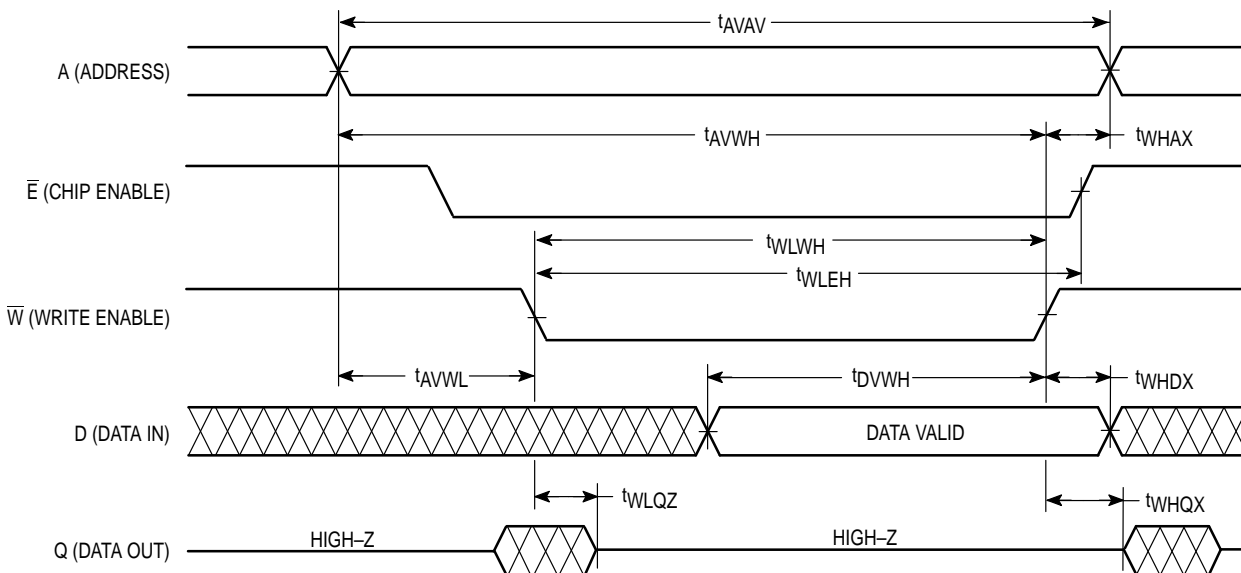 tAVAV
A (ADDRESS)
tAVWH
tWHAX
E (CHIP ENABLE)
tWLWH
tWLEH
W (WRITE ENABLE)
tAVWL
tDVWH
tWHDX
D (DATA IN)
DATA VALID
tWLQZ
tWHQX
Q (DATA OUT)
HIGH–Z
HIGH–Z